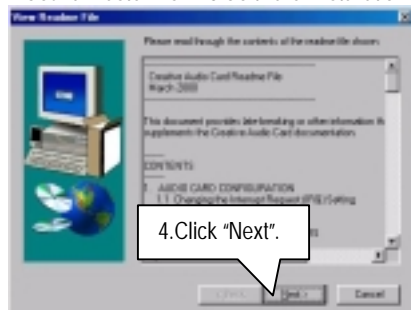 View Readme File
Please read through the contents of the readme file shown:
Creative Audio Card Readme File
March 2000
This document provides late-breaking or other information th
supplements the Creative Audio Card documentation.
CONTENTS
1. AUDIO CARD CONFIGURATION
1.1 Changing the Interrupt Request (IRQ) Setting
4.Click “Next”.
< Back
Next >
Cancel